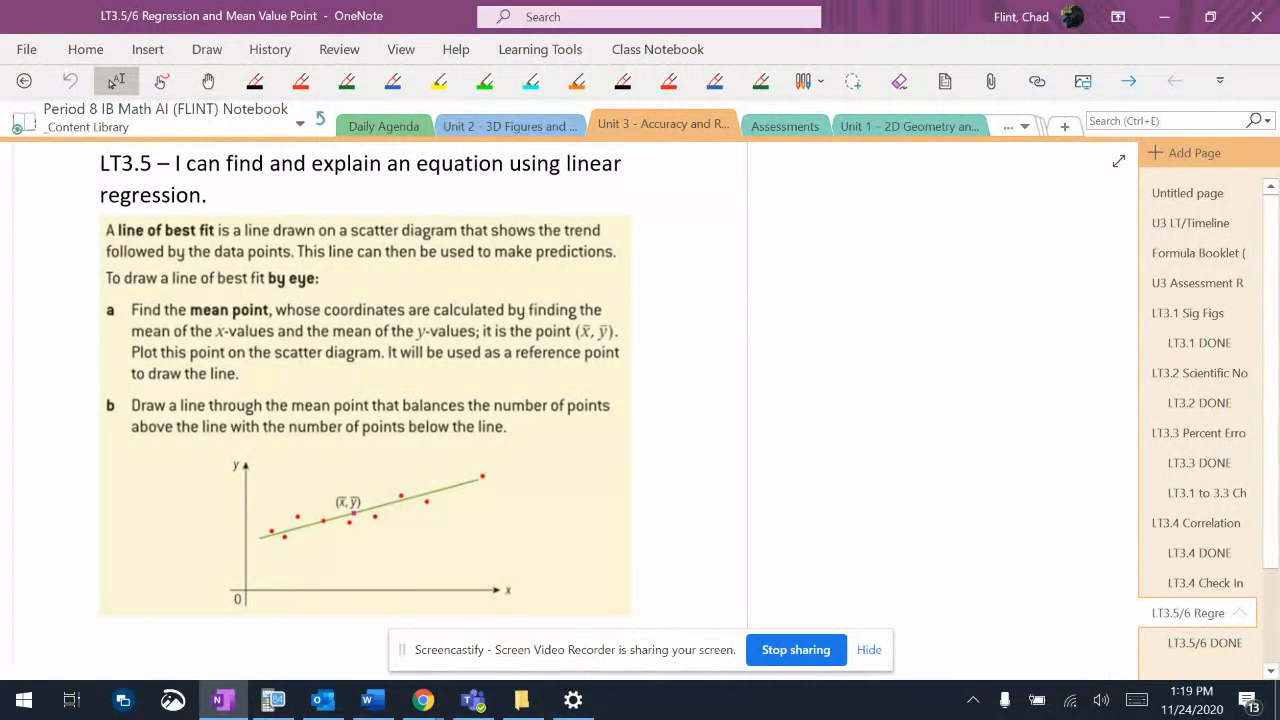 LT3.5/6 Regression and Mean Value Point - OneNote
Search
Flint, Chad
File Home Insert Draw History Review View Help Learning Tools Class Notebook
Period 8 IB Math AI (FLINT) Notebook
_Content Library
Daily Agenda
Unit 2 - 3D Figures and ...
Unit 3 - Accuracy and R...
Assessments
Unit 1 – 2D Geometry an...
...
Search (Ctrl+E)
LT3.5 – I can find and explain an equation using linear
regression.
A line of best fit is a line drawn on a scatter diagram that shows the trend
followed by the data points. This line can then be used to make predictions.
To draw a line of best fit by eye:
a Find the mean point, whose coordinates are calculated by finding the
mean of the x-values and the mean of the y-values; it is the point (x̄, ȳ).
Plot this point on the scatter diagram. It will be used as a reference point
to draw the line.
b Draw a line through the mean point that balances the number of points
above the line with the number of points below the line.
y
(x̄, ȳ)
x
0
Add Page
Untitled page
U3 LT/Timeline
Formula Booklet (
U3 Assessment R
LT3.1 Sig Figs
LT3.1 DONE
LT3.2 Scientific No
LT3.2 DONE
LT3.3 Percent Erro
LT3.3 DONE
LT3.1 to 3.3 Ch
LT3.4 Correlation
LT3.4 DONE
LT3.4 Check In
LT3.5/6 Regre
LT3.5/6 DONE
Screencastify - Screen Video Recorder is sharing your screen.
Stop sharing
Hide
1:19 PM
11/24/2020
13